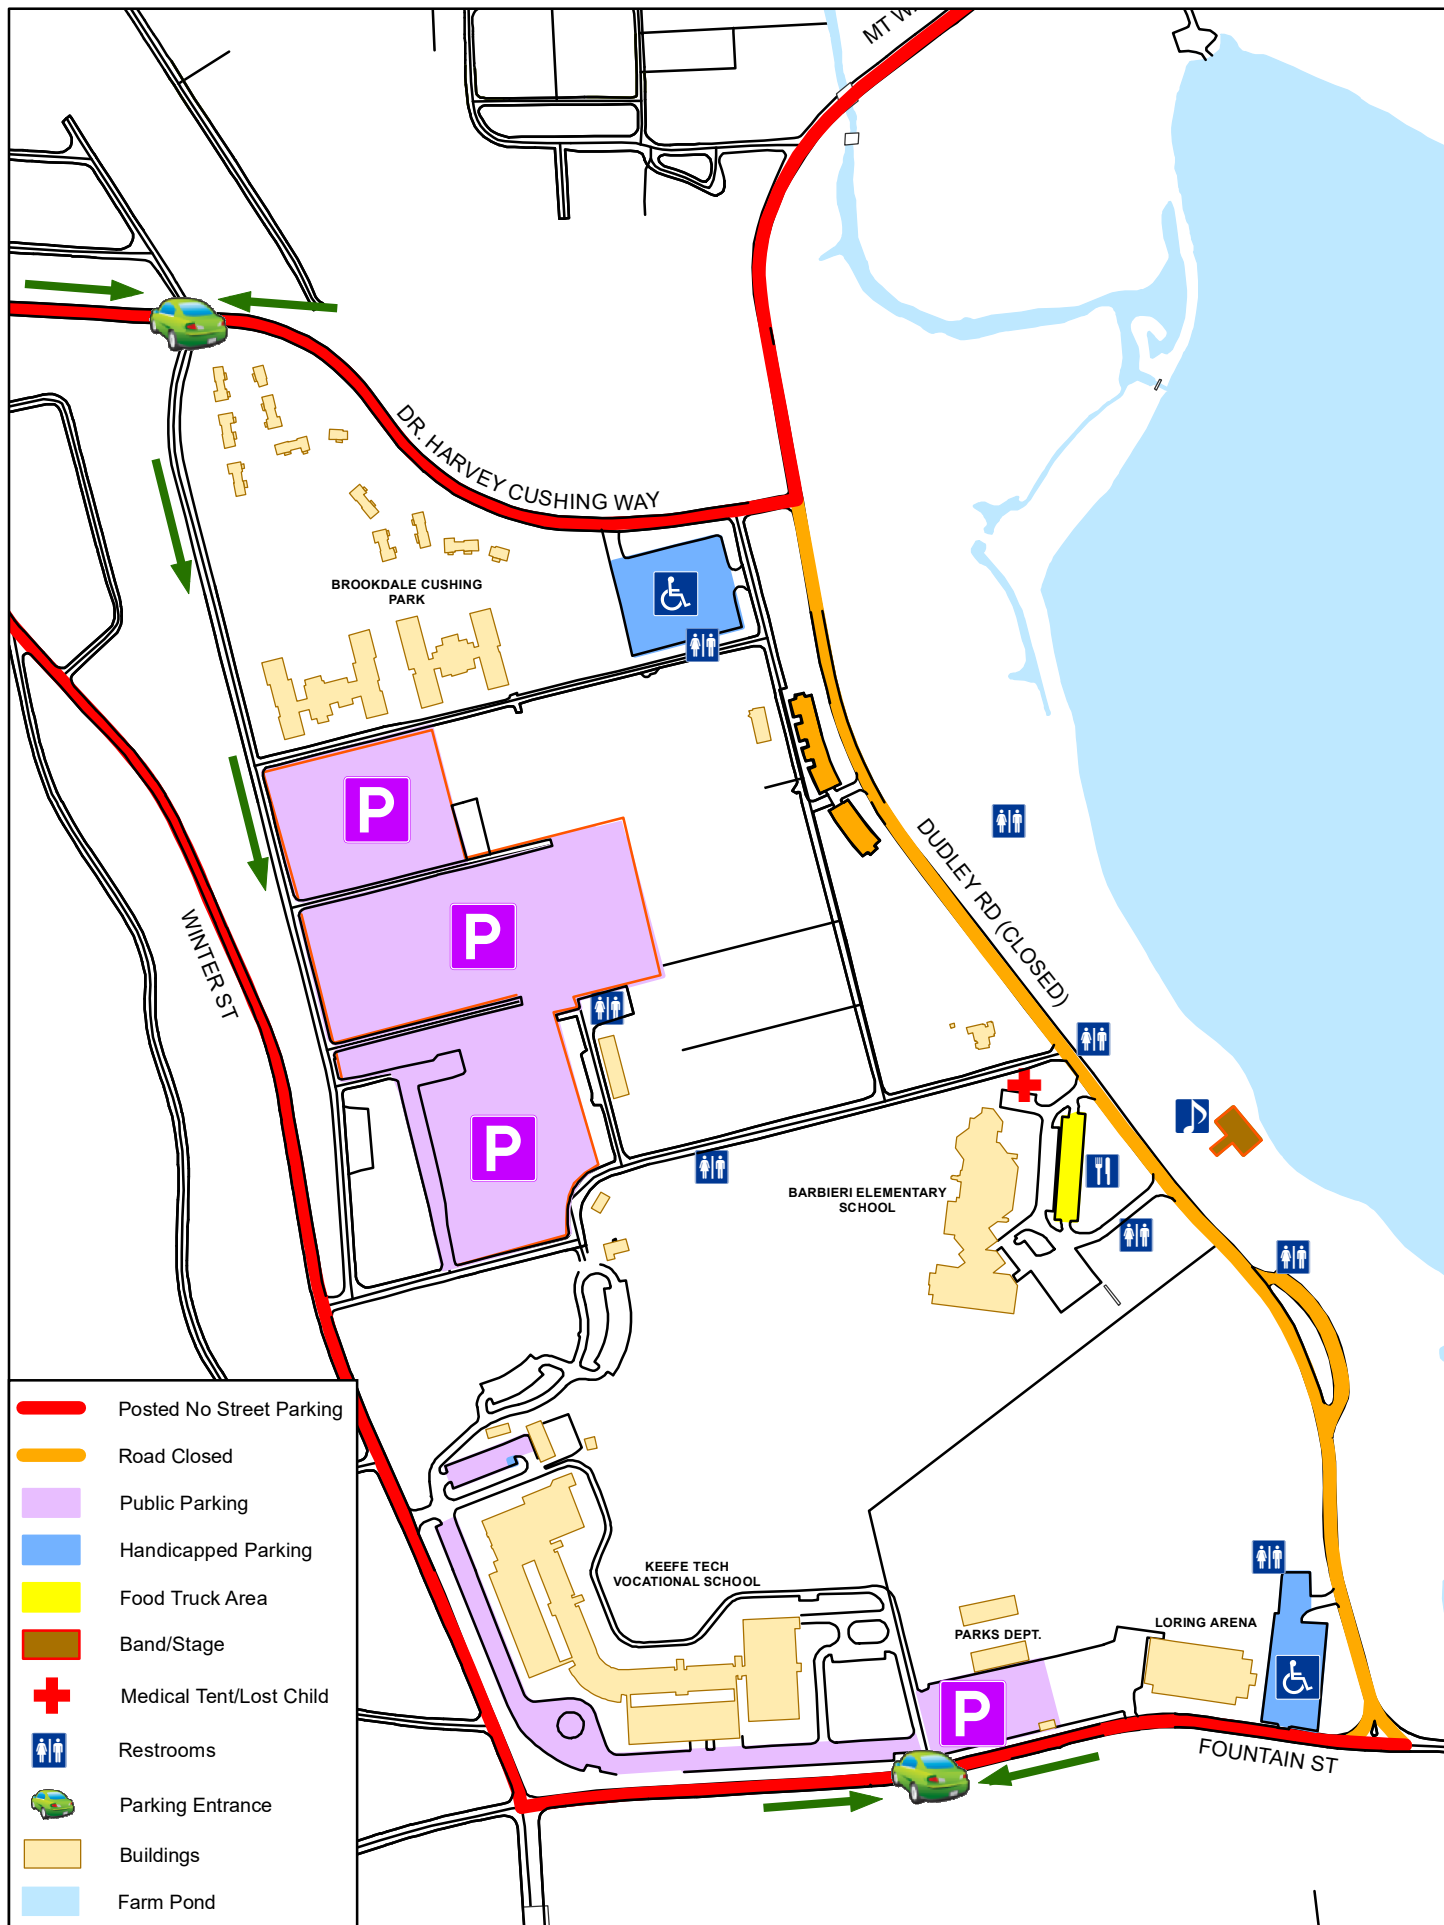 MT W
DR. HARVEY CUSHING WAY
BROOKDALE CUSHING
PARK
P
P
P
WINTER ST
DUDLEY RD (CLOSED)
BARBIERI ELEMENTARY
SCHOOL
KEEFE TECH
VOCATIONAL SCHOOL
PARKS DEPT.
LORING ARENA
P
FOUNTAIN ST
Posted No Street Parking
Road Closed
Public Parking
Handicapped Parking
Food Truck Area
Band/Stage
Medical Tent/Lost Child
Restrooms
Parking Entrance
Buildings
Farm Pond